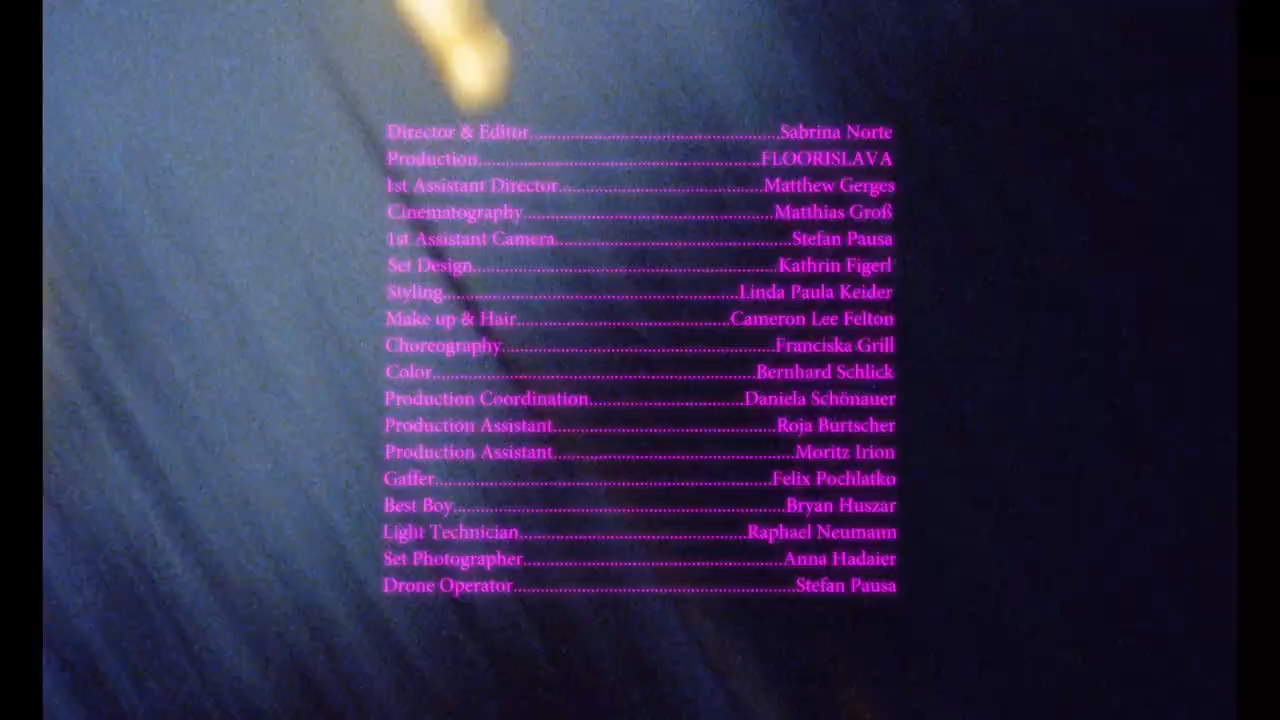 Director & Editor..........................................................Sabrina Norte
Production..................................................................FLOORISLAVA
1st Assistant Director................................................Matthew Gerges
Cinematography..........................................................Matthias Groß
1st Assistant Camera.......................................................Stefan Pausa
Set Design.......................................................................Kathrin Figerl
Styling....................................................................Linda Paula Keider
Make up & Hair..................................................Cameron Lee Felton
Choreography...............................................................Franciska Grill
Color...........................................................................Bernhard Schlick
Production Coordination....................................Daniela Schönauer
Production Assistant....................................................Roja Burtscher
Production Assistant........................................................Moritz Irion
Gaffer..............................................................................Felix Pochlatko
Best Boy.............................................................................Bryan Huszar
Light Technician.....................................................Raphael Neumann
Set Photographer............................................................Anna Hadaier
Drone Operator.................................................................Stefan Pausa